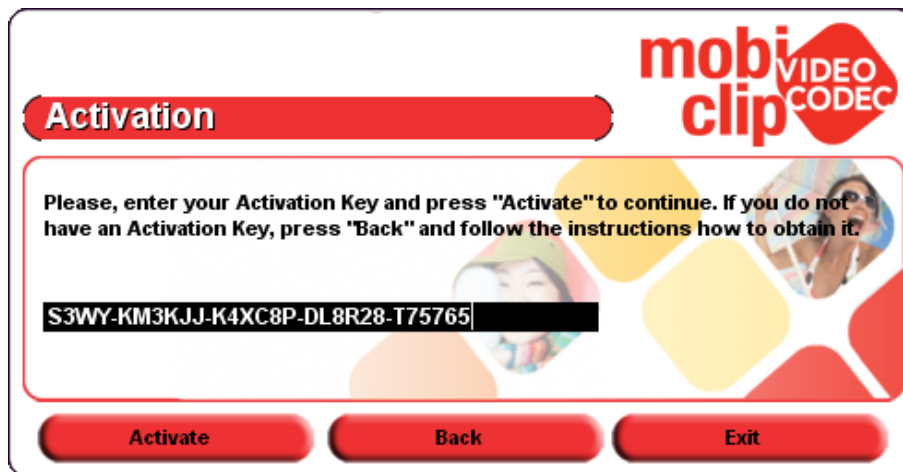 mobi
clip
VIDEO
CODEC
Activation
Please, enter your Activation Key and press "Activate" to continue. If you do not
have an Activation Key, press "Back" and follow the instructions how to obtain it.
S3WY-KM3KJJ-K4XC8P-DL8R28-T75765
Activate
Back
Exit